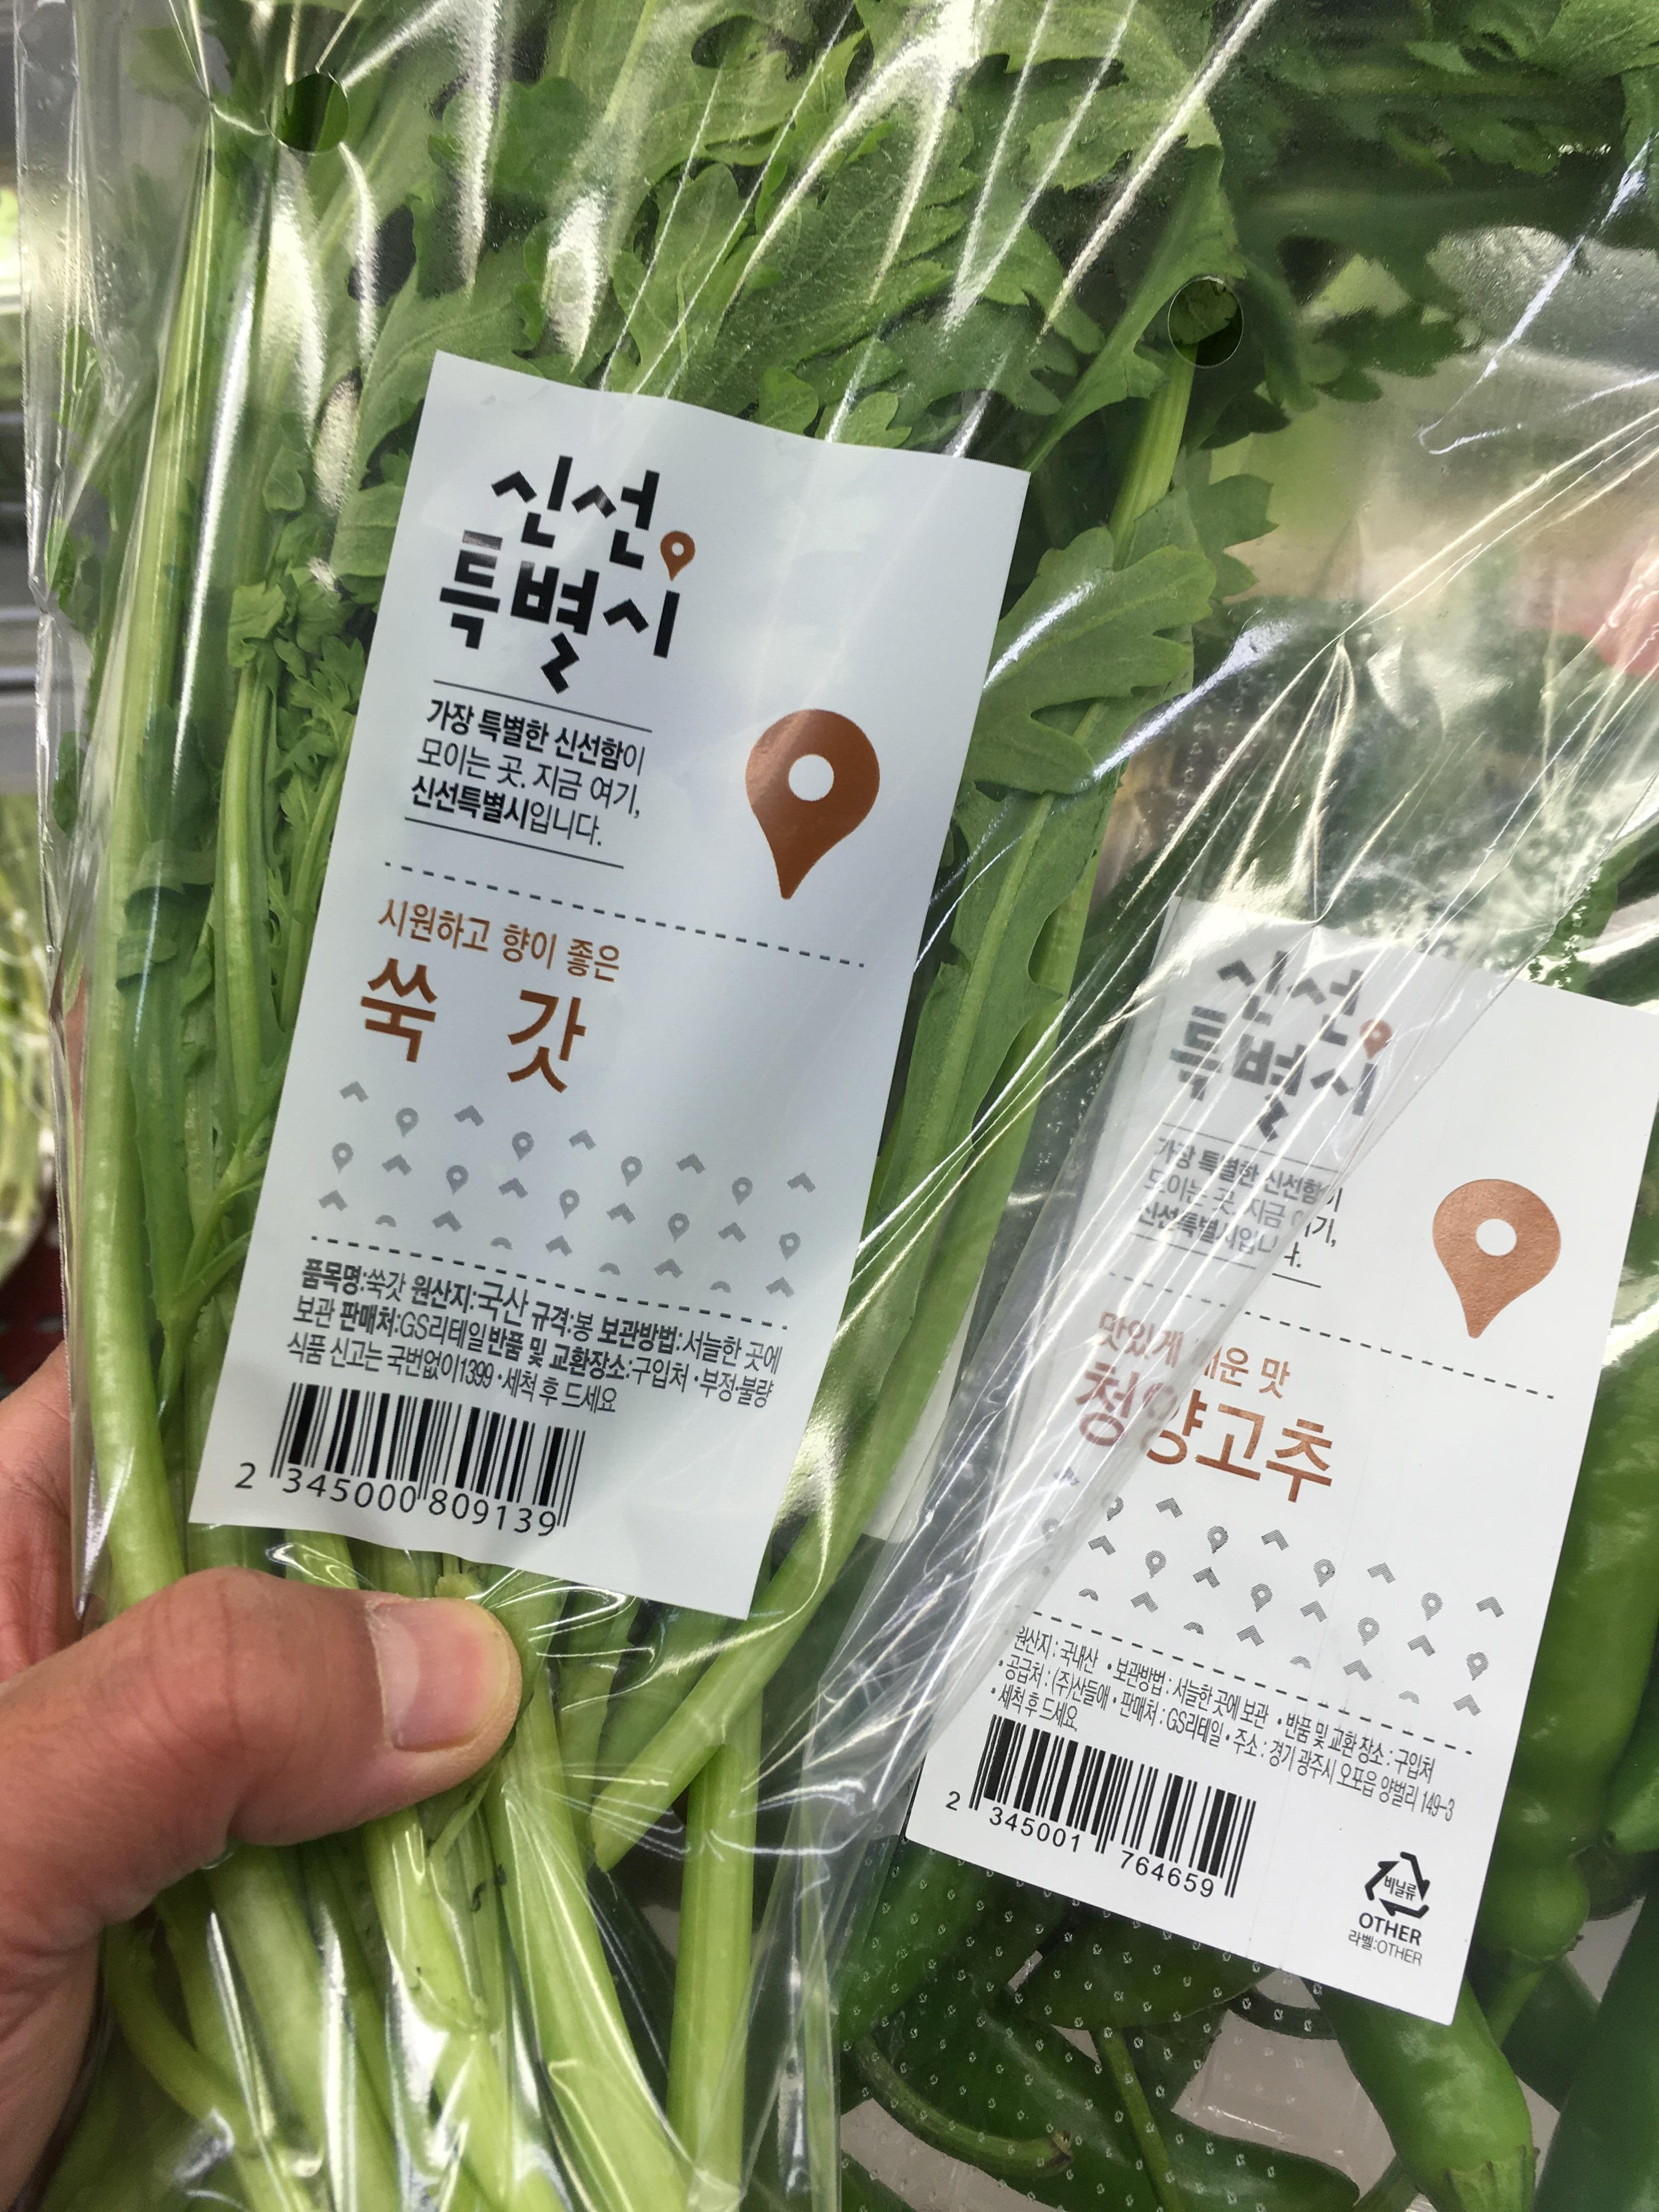 신선
특별시
가장 특별한 신선함이
모이는 곳. 지금 여기,
신선특별시입니다.
시원하고 향이 좋은
쑥 갓
품목명:쑥갓 원산지:국산 규격:봉 보관방법:서늘한 곳에
보관 판매처:GS리테일 반품 및 교환장소:구입처 · 부정·불량
식품 신고는 국번없이1399 · 세척 후 드세요
2 345000 809139
신선
특별시
가장 특별한 신선함이
모이는 곳. 지금 여기,
신선특별시입니다.
맛있게 매운 맛
청양고추
원산지 : 국내산 • 보관방법 : 서늘한 곳에 보관 • 반품 및 교환 장소 : 구입처
• 공급처 : (주)산들애 • 판매처 : GS리테일 • 주소 : 경기 광주시 오포읍 양벌리 149-3
• 세척 후 드세요
2 345001 764659
비닐류
OTHER
라벨:OTHER